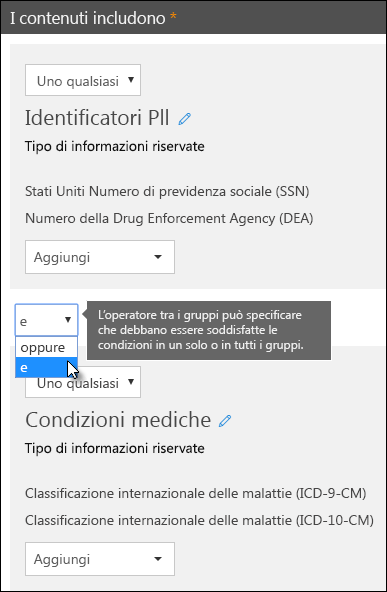 I contenuti includono *
Uno qualsiasi
Identificatori PII
Tipo di informazioni riservate
Stati Uniti Numero di previdenza sociale (SSN)
Numero della Drug Enforcement Agency (DEA)
Aggiungi
e
oppure
e
L'operatore tra i gruppi può specificare
che debbano essere soddisfatte le
condizioni in un solo o in tutti i gruppi.
Uno qualsiasi
Condizioni mediche
Tipo di informazioni riservate
Classificazione internazionale delle malattie (ICD-9-CM)
Classificazione internazionale delle malattie (ICD-10-CM)
Aggiungi